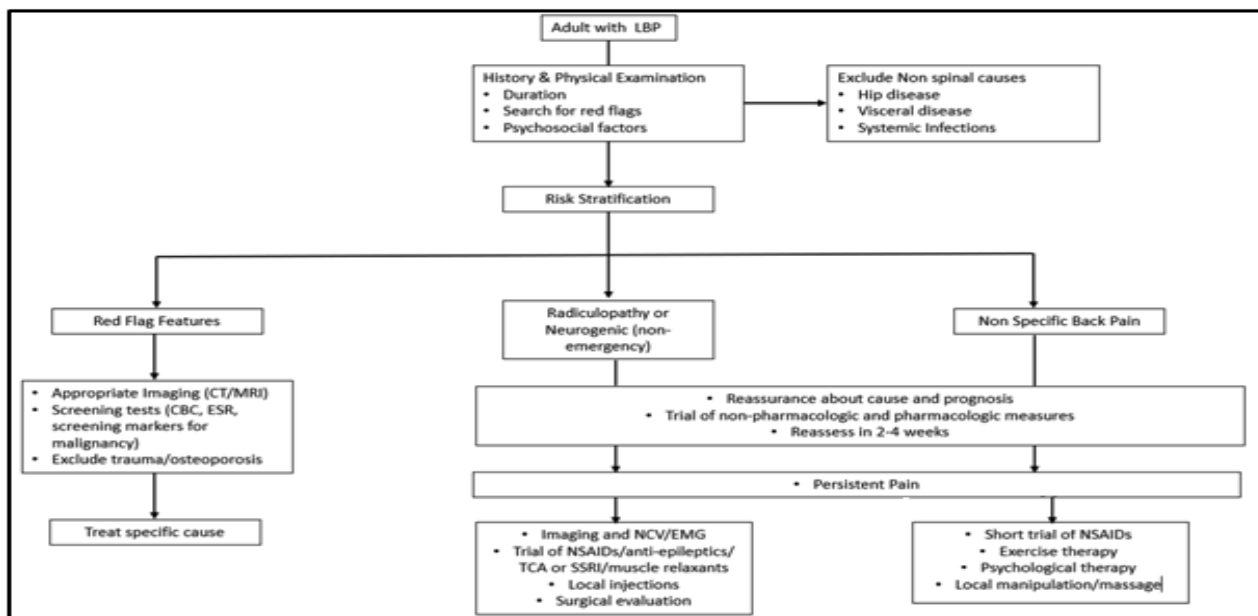 Adult with LBP
History & Physical Examination
• Duration
• Search for red flags
• Psychosocial factors
Exclude Non spinal causes
• Hip disease
• Visceral disease
• Systemic Infections
Risk Stratification
Red Flag Features
Radiculopathy or
Neurogenic (non-
emergency)
Non Specific Back Pain
• Appropriate Imaging (CT/MRI)
• Screening tests (CBC, ESR,
screening markers for
malignancy)
• Exclude trauma/osteoporosis
• Reassurance about cause and prognosis
• Trial of non-pharmacologic and pharmacologic measures
• Reassess in 2-4 weeks
• Persistent Pain
Treat specific cause
• Imaging and NCV/EMG
• Trial of NSAIDs/anti-epileptics/
TCA or SSRI/muscle relaxants
• Local injections
• Surgical evaluation
• Short trial of NSAIDs
• Exercise therapy
• Psychological therapy
• Local manipulation/massage